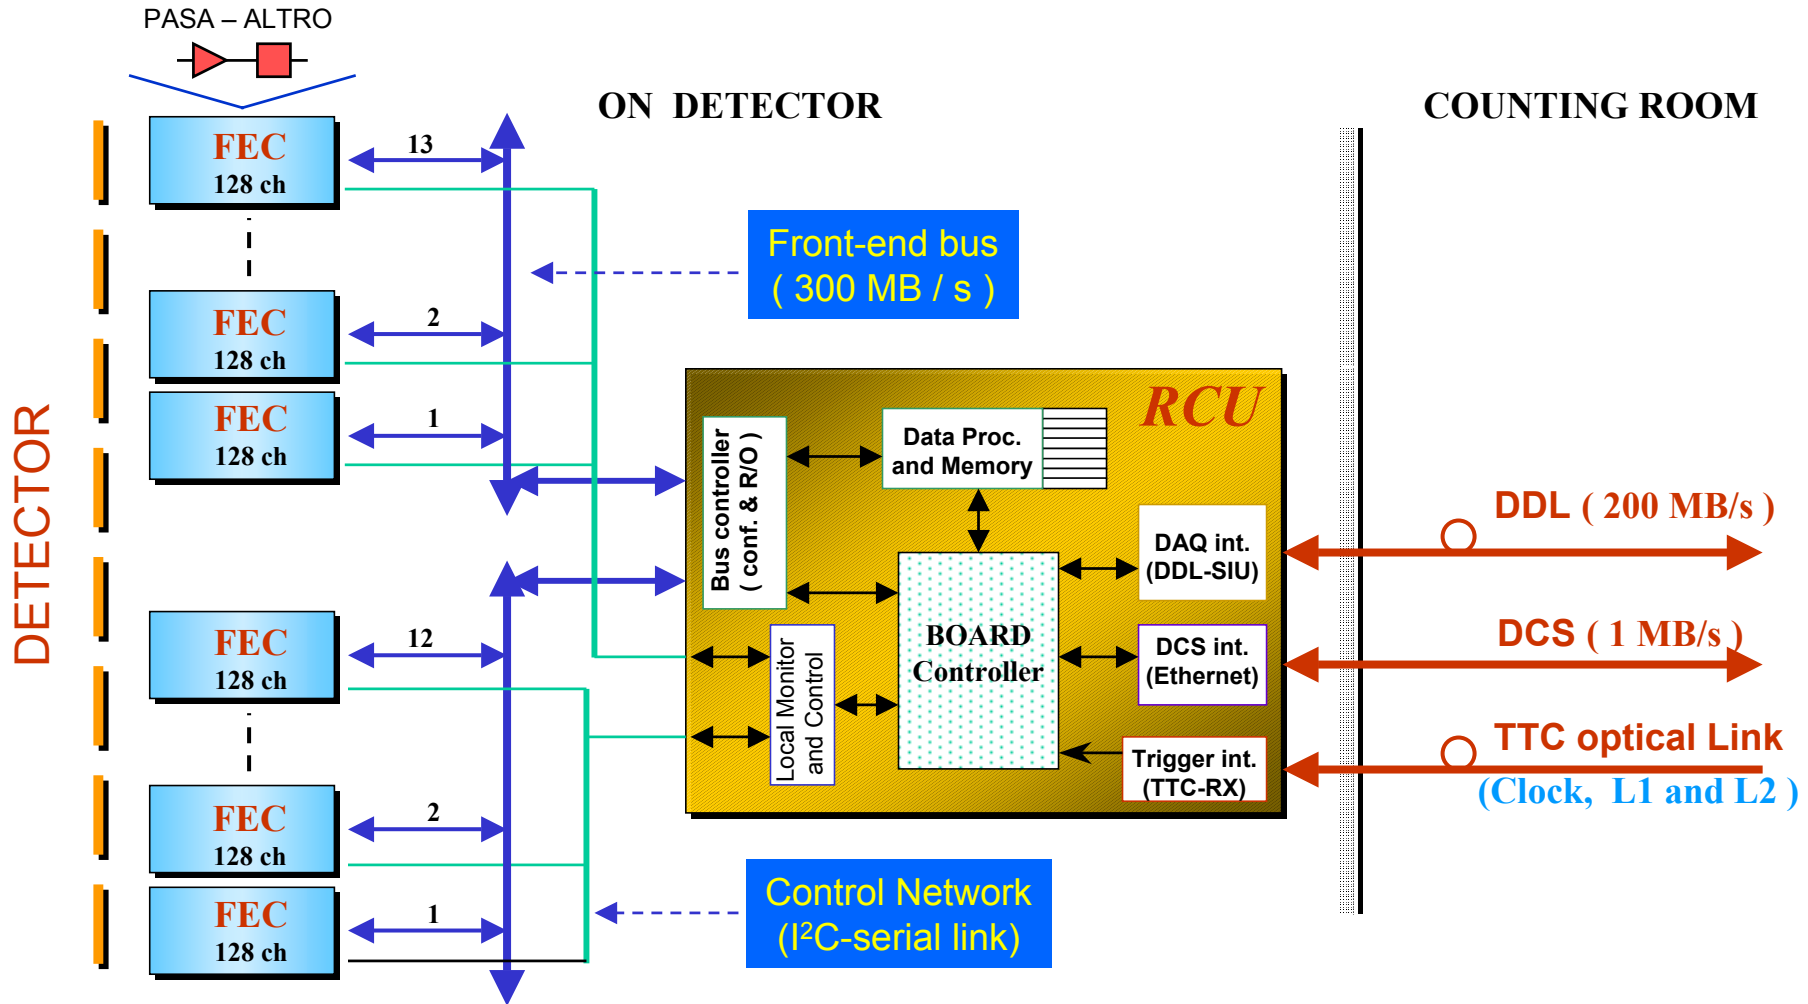 PASA – ALTRO
ON DETECTOR
COUNTING ROOM
DETECTOR
FEC
128 ch
13
FEC
128 ch
2
FEC
128 ch
1
Front-end bus
( 300 MB / s )
RCU
Bus controller
( conf. & R/O )
Data Proc.
and Memory
DAQ int.
(DDL-SIU)
BOARD
Controller
DCS int.
(Ethernet)
Local Monitor
and Control
Trigger int.
(TTC-RX)
DDL ( 200 MB/s )
DCS ( 1 MB/s )
TTC optical Link
(Clock, L1 and L2 )
FEC
128 ch
12
FEC
128 ch
2
FEC
128 ch
1
Control Network
(I²C-serial link)